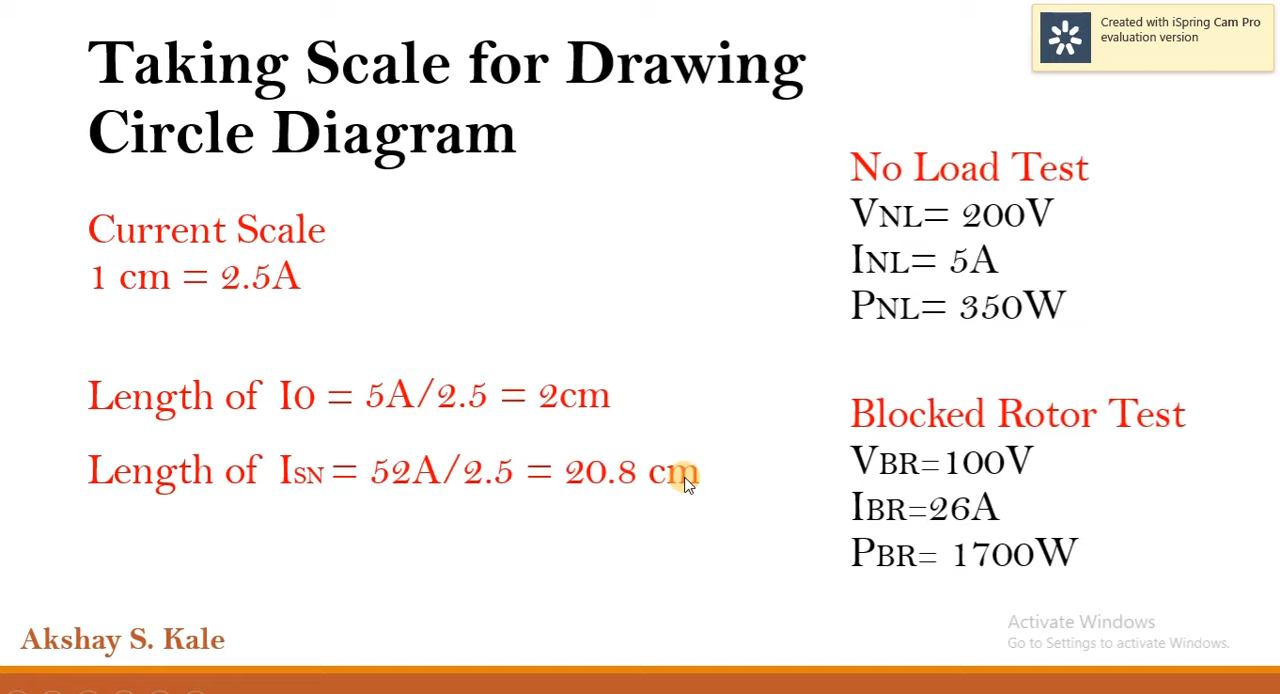 Taking Scale for Drawing
Circle Diagram
Created with iSpring Cam Pro
evaluation version
Current Scale
1 cm = 2.5A
Length of I0 = 5A/2.5 = 2cm
Length of ISN = 52A/2.5 = 20.8 cm
No Load Test
VNL= 200V
INL= 5A
PNL= 350W
Blocked Rotor Test
VBR=100V
IBR=26A
PBR= 1700W
Akshay S. Kale
Activate Windows
Go to Settings to activate Windows.